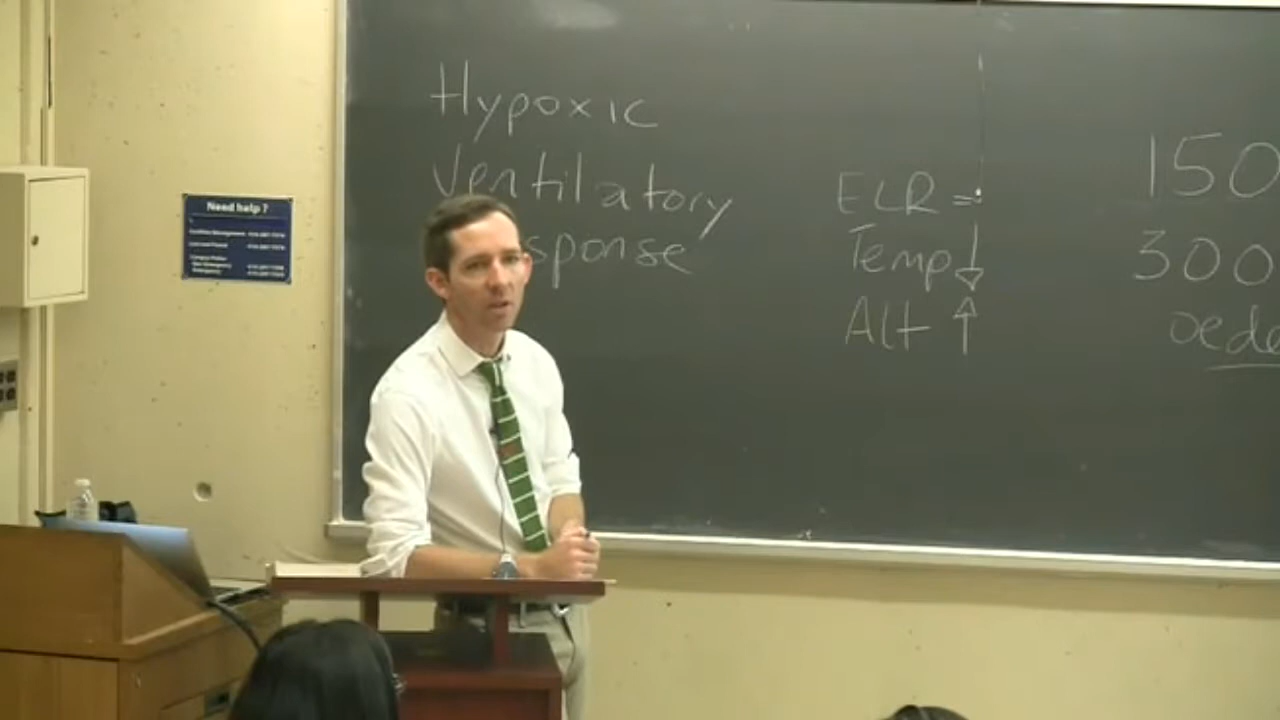 Hypoxic
Ventilatory
sponse
ELR =
Temp ↓
Alt ↑
150
300
oede
Need help ?